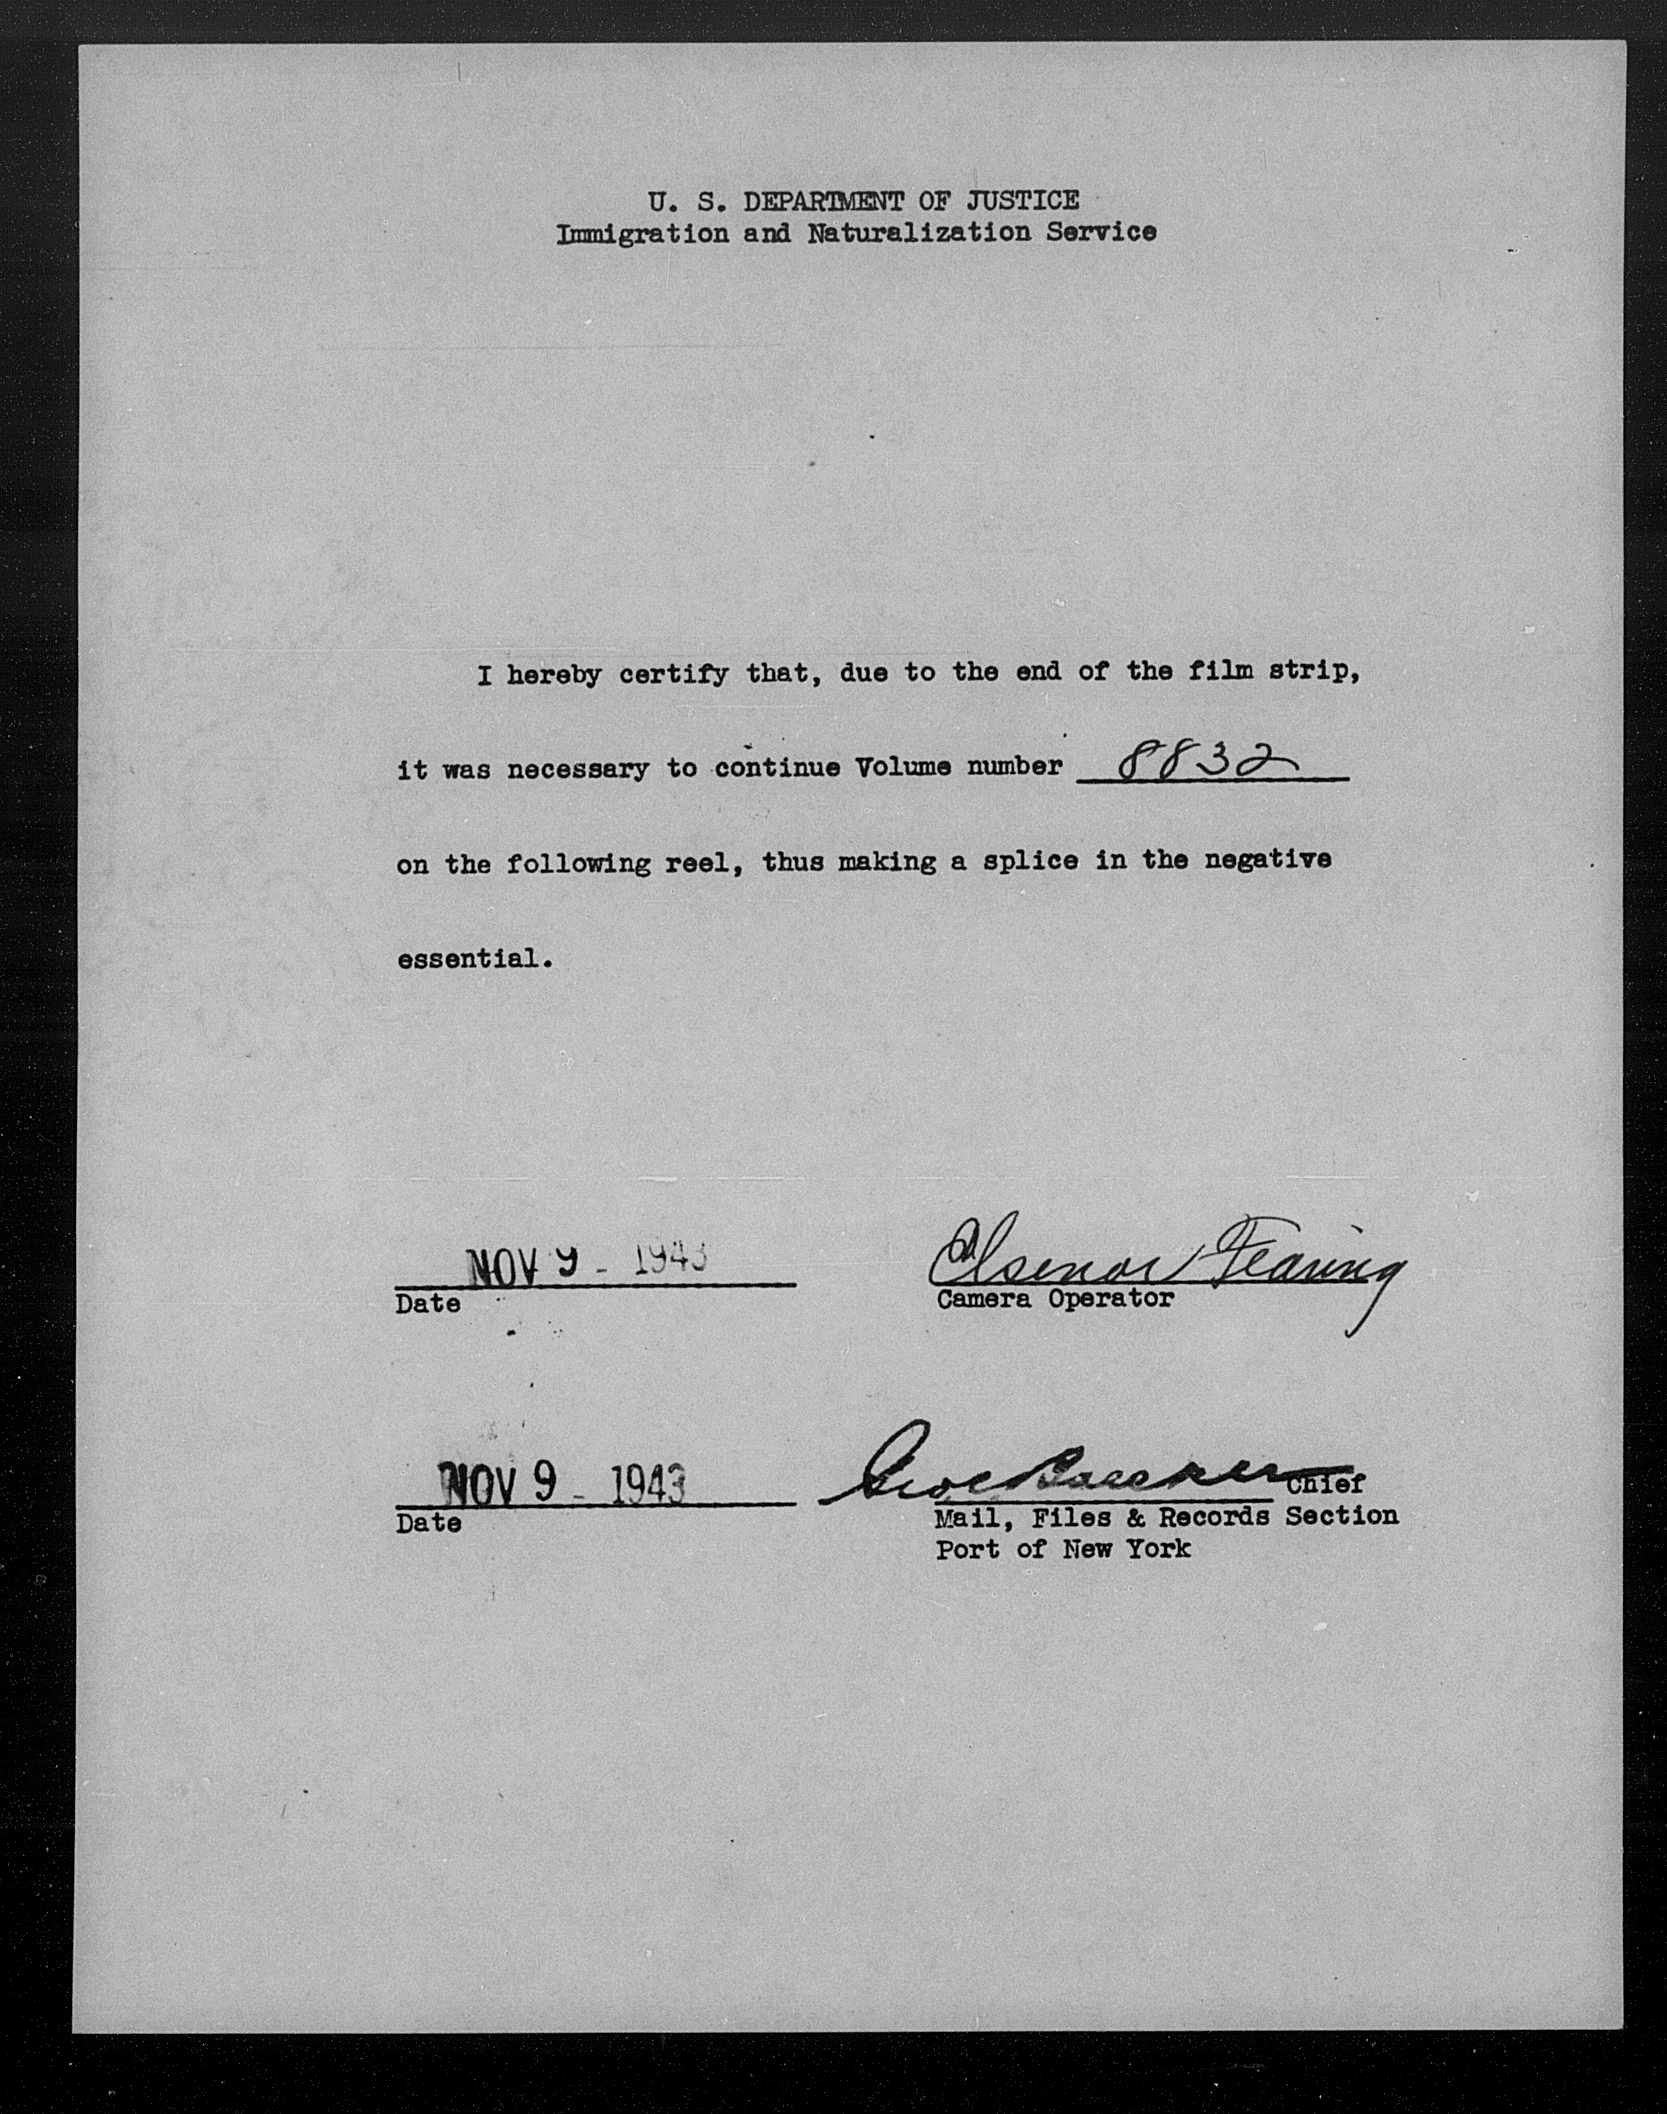 U. S. DEPARTMENT OF JUSTICE
Immigration and Naturalization Service
I hereby certify that, due to the end of the film strip,
it was necessary to continue Volume number 8832
on the following reel, thus making a splice in the negative
essential.
NOV 9 - 1943
Date
Fearing
Camera Operator
NOV 9 - 1943
Date
Chief
Mail, Files & Records Section
Port of New York